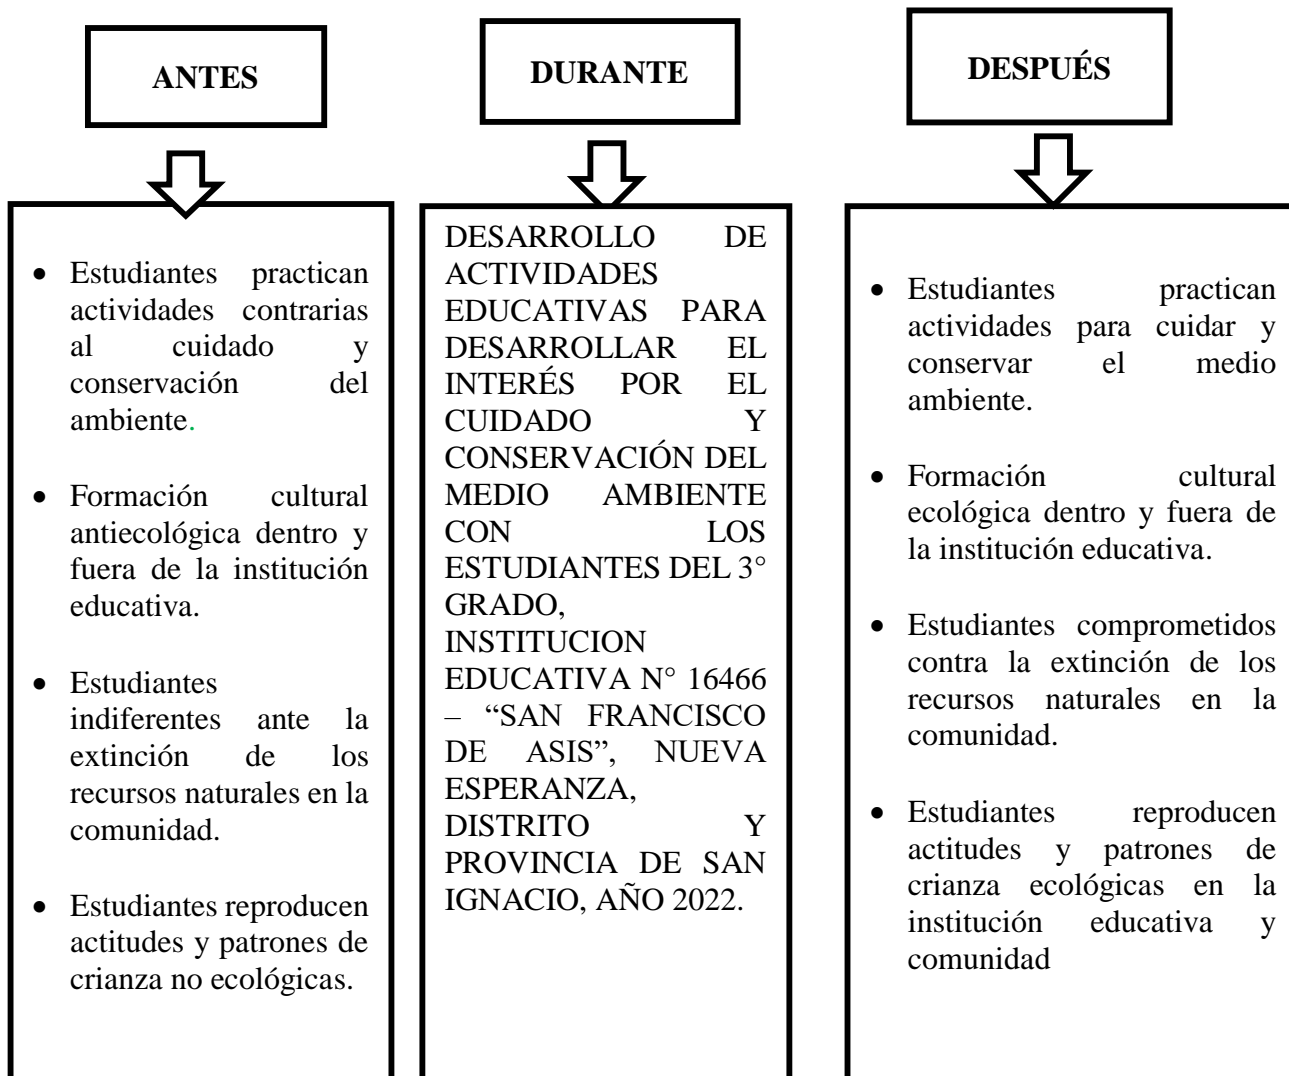 ANTES
• Estudiantes practican
actividades contrarias
al cuidado y
conservación del
ambiente.
• Formación cultural
antiecológica dentro y
fuera de la institución
educativa.
• Estudiantes
indiferentes ante la
extinción de los
recursos naturales en la
comunidad.
• Estudiantes reproducen
actitudes y patrones de
crianza no ecológicas.
DURANTE
DESARROLLO DE
ACTIVIDADES
EDUCATIVAS PARA
DESARROLLAR EL
INTERÉS POR EL
CUIDADO Y
CONSERVACIÓN DEL
MEDIO AMBIENTE
CON LOS
ESTUDIANTES DEL 3°
GRADO,
INSTITUCION
EDUCATIVA N° 16466
– “SAN FRANCISCO
DE ASIS”, NUEVA
ESPERANZA,
DISTRITO Y
PROVINCIA DE SAN
IGNACIO, AÑO 2022.
DESPUÉS
• Estudiantes practican
actividades para cuidar y
conservar el medio
ambiente.
• Formación cultural
ecológica dentro y fuera de
la institución educativa.
• Estudiantes comprometidos
contra la extinción de los
recursos naturales en la
comunidad.
• Estudiantes reproducen
actitudes y patrones de
crianza ecológicas en la
institución educativa y
comunidad